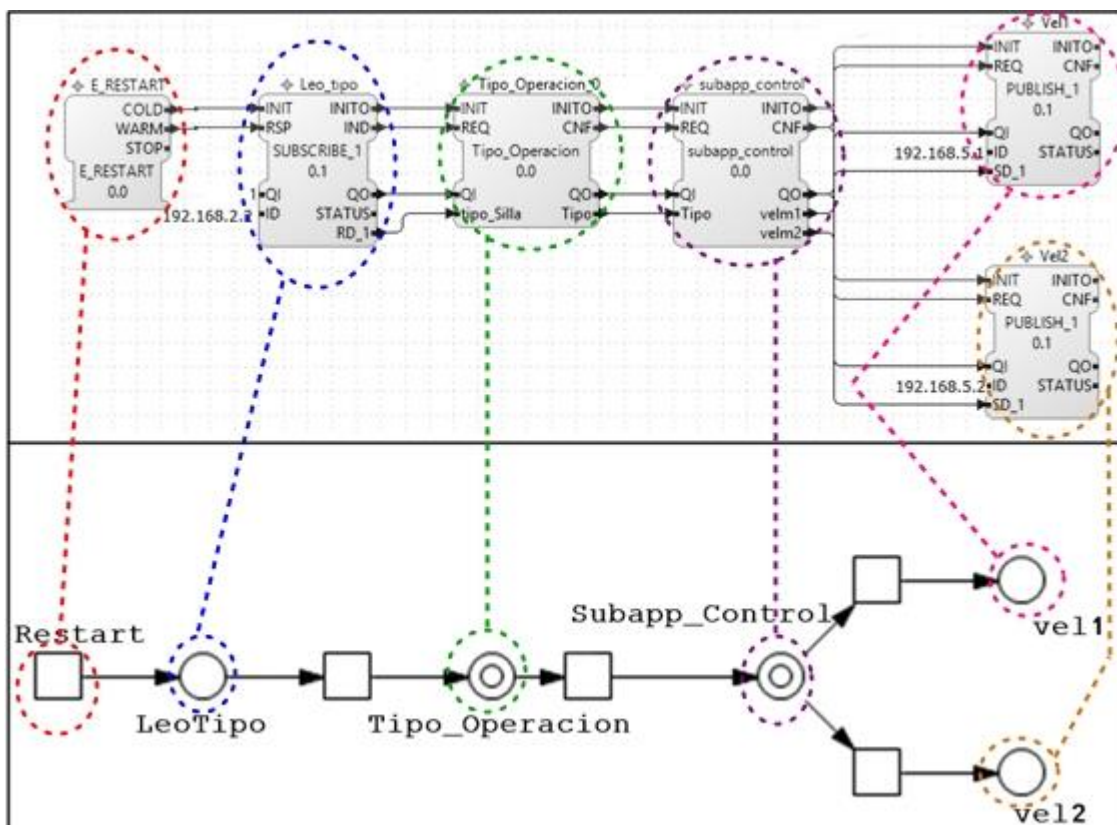 E_RESTART
COLD
WARM
STOP
E_RESTART
0.0
Leo_tipo
INIT INITO
RSP IND
SUBSCRIBE_1
0.1
1 QI QO
192.168.2.2 ID STATUS
RD_1
Tipo_Operacion_0
INIT INITO
REQ CNF
Tipo_Operacion
0.0
QI QO
tipo_Silla Tipo
subapp_control
INIT INITO
REQ CNF
subapp_control
0.0
QI QO
Tipo velm1
velm2
Vel1
INIT INITO
REQ CNF
PUBLISH_1
0.1
QI QO
192.168.5.1 ID STATUS
SD_1
Vel2
INIT INITO
REQ CNF
PUBLISH_1
0.1
QI QO
192.168.5.2 ID STATUS
SD_1
Restart
LeoTipo
Tipo_Operacion
Subapp_Control
vel1
vel2